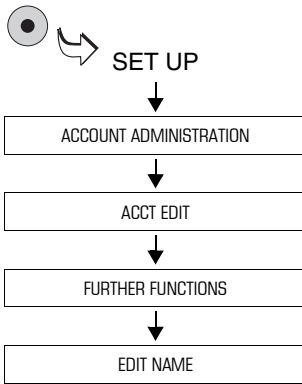 SET UP
ACCOUNT ADMINISTRATION
ACCT EDIT
FURTHER FUNCTIONS
EDIT NAME